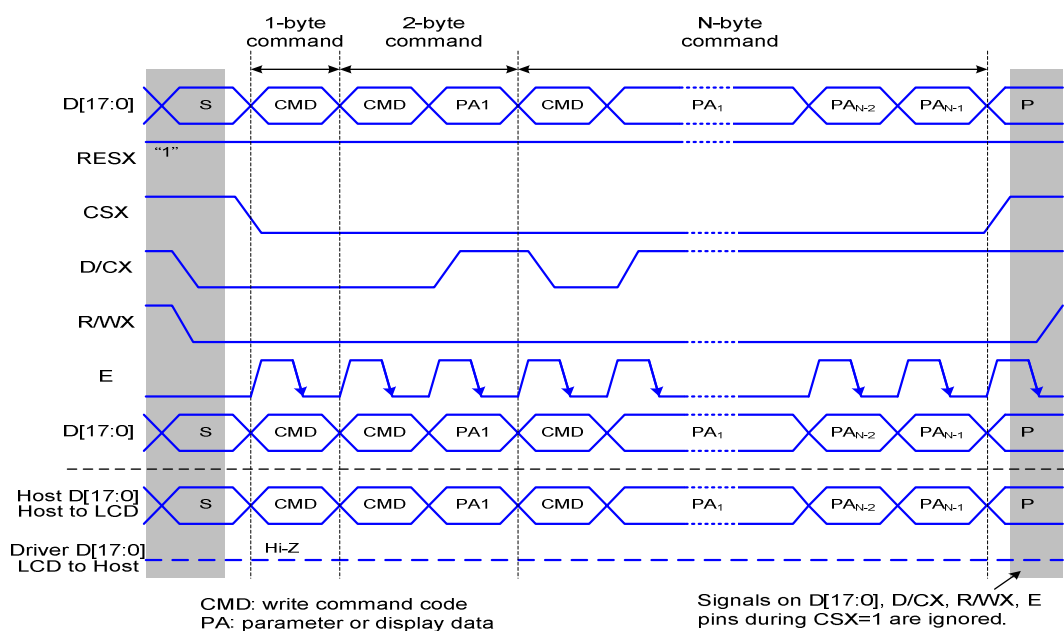 1-byte command
2-byte command
N-byte command
D[17:0] S CMD CMD PA1 CMD PA₁ PAN-2 PAN-1 P
RESX "1"
CSX
D/CX
R/WX
E
D[17:0] S CMD CMD PA1 CMD PA₁ PAN-2 PAN-1 P
Host D[17:0]
Host to LCD
S CMD CMD PA1 CMD PA₁ PAN-2 PAN-1 P
Driver D[17:0]
LCD to Host
Hi-Z
CMD: write command code
PA: parameter or display data
Signals on D[17:0], D/CX, R/WX, E
pins during CSX=1 are ignored.